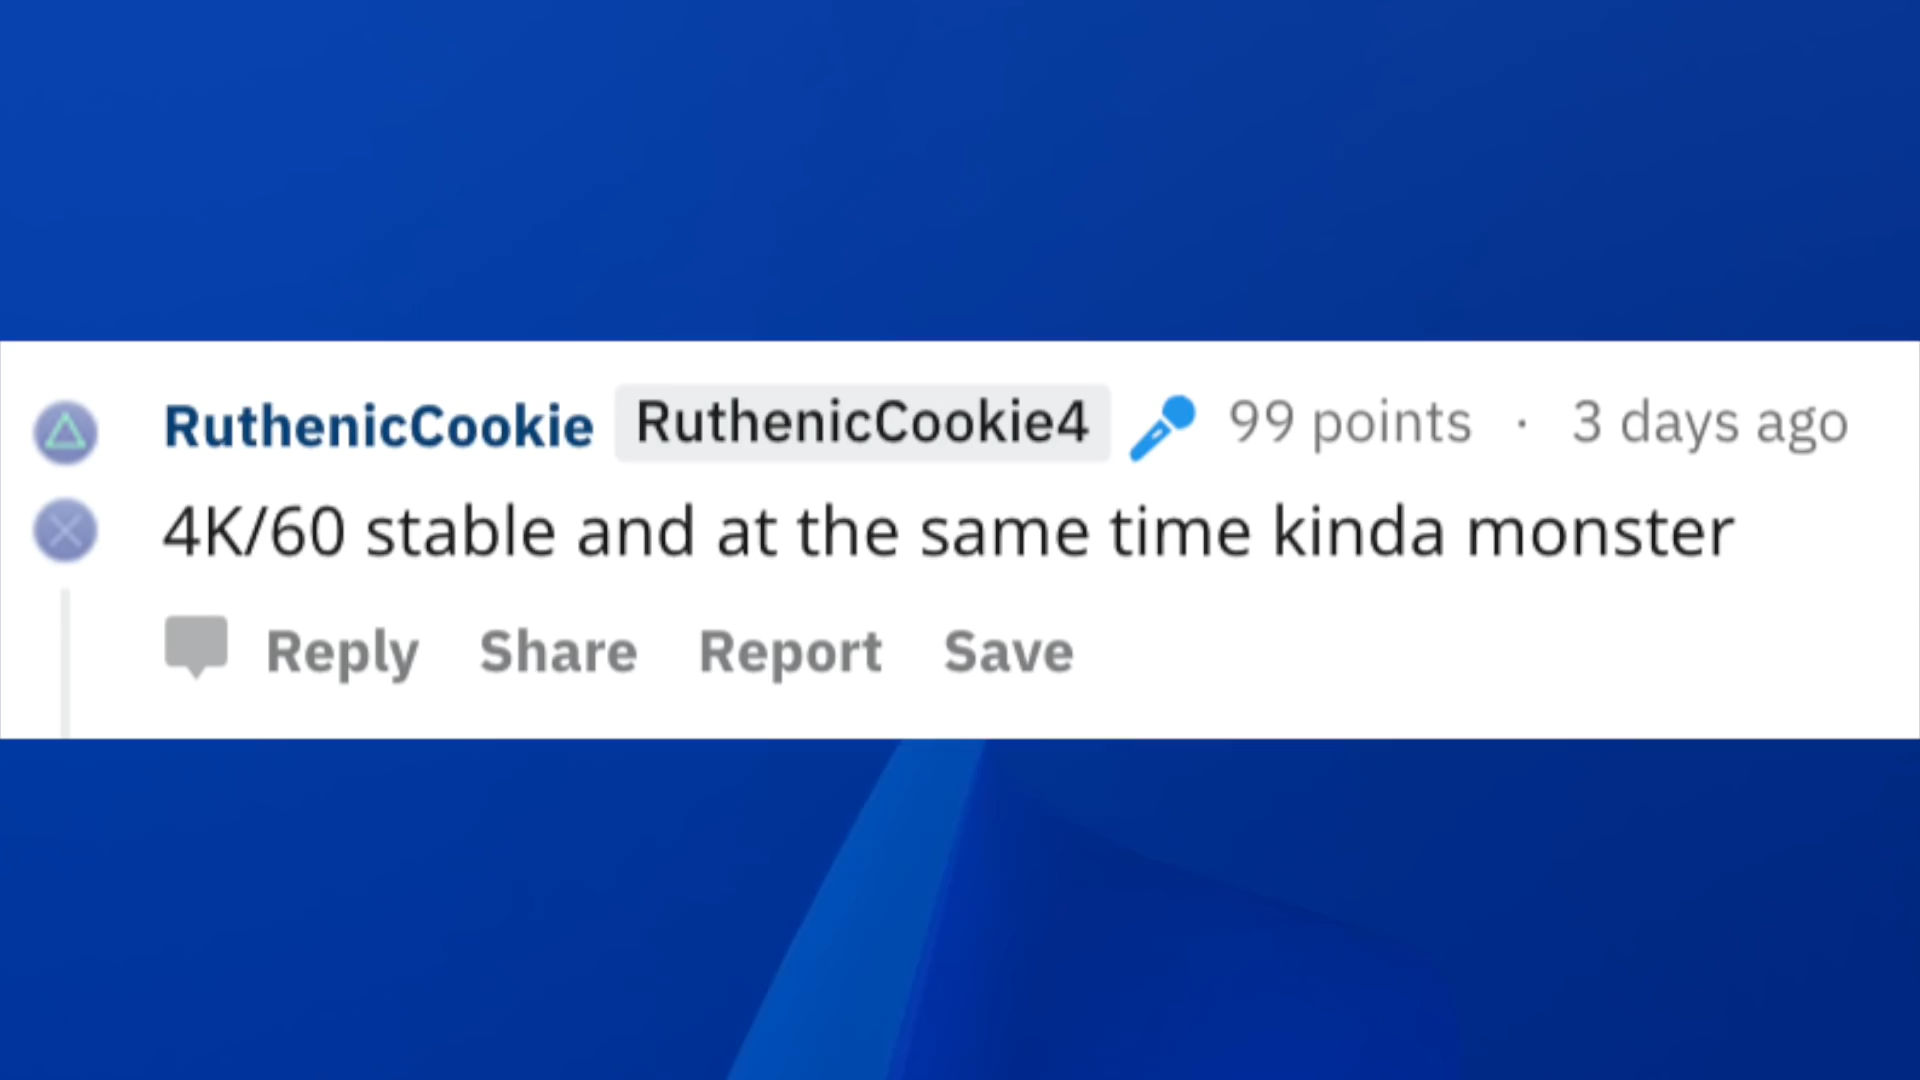 RuthenicCookie RuthenicCookie4 99 points · 3 days ago
4K/60 stable and at the same time kinda monster
Reply Share Report Save